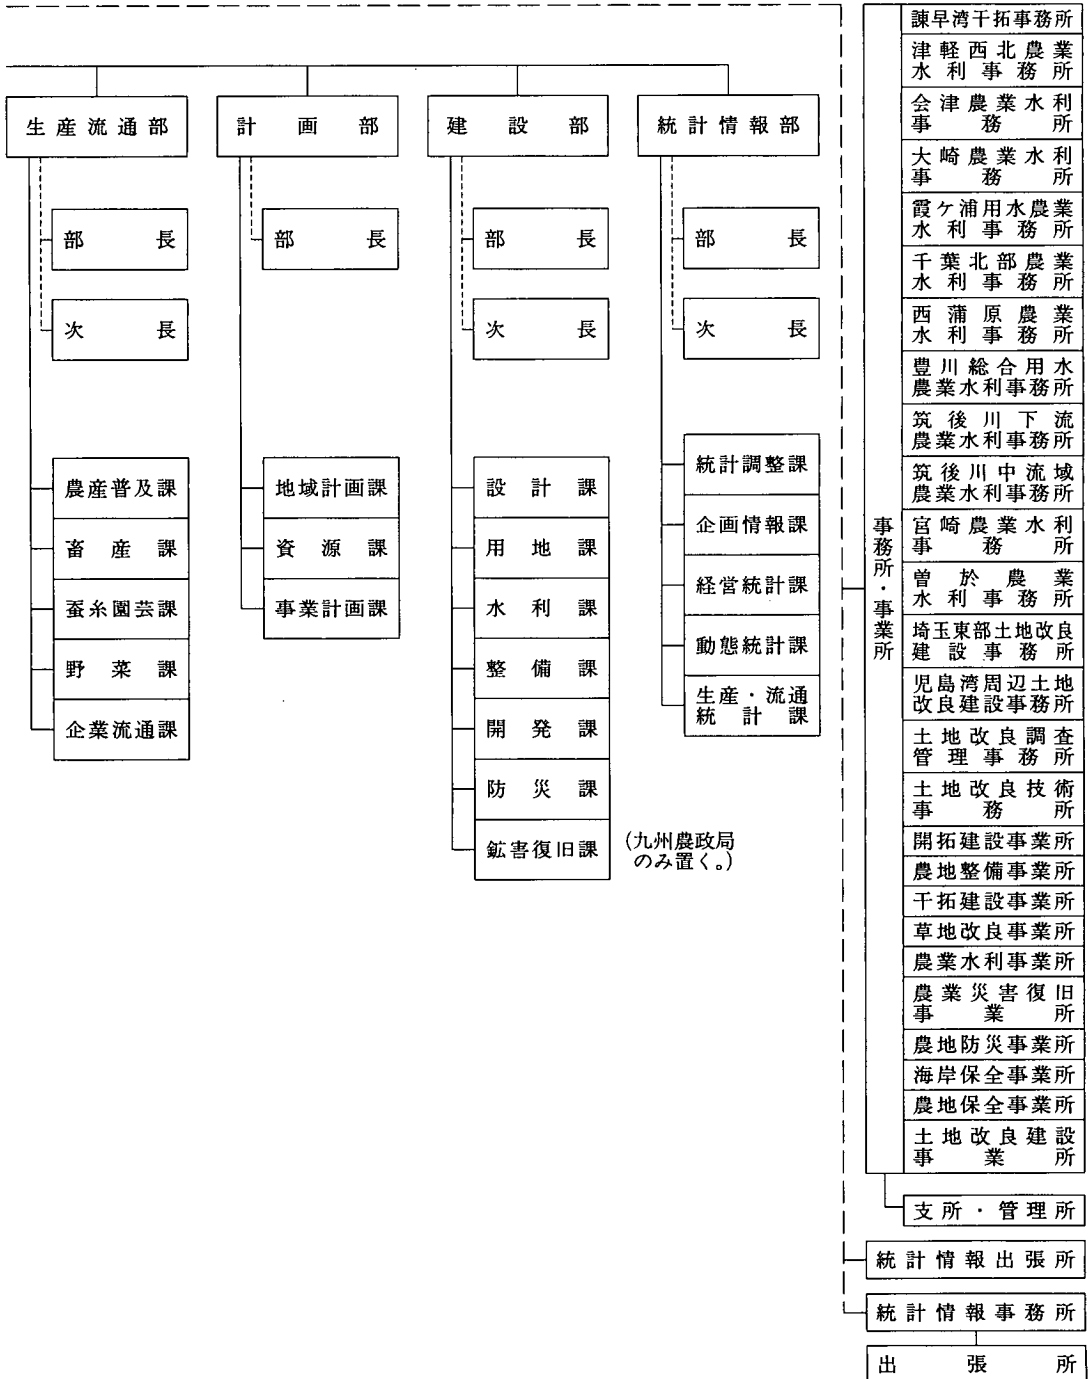 生産流通部
部長
次長
農産普及課
畜産課
蚕糸園芸課
野菜課
企業流通課
計画部
部長
地域計画課
資源課
事業計画課
建設部
部長
次長
設計課
用地課
水利課
整備課
開発課
防災課
鉱害復旧課
(九州農政局
のみ置く。)
統計情報部
部長
次長
統計調整課
企画情報課
経営統計課
動態統計課
生産・流通
統計課
事務所・事業所
諫早湾干拓事務所
津軽西北農業
水利事務所
会津農業水利
事務所
大崎農業水利
事務所
霞ケ浦用水農業
水利事務所
千葉北部農業
水利事務所
西蒲原農業
水利事務所
豊川総合用水
農業水利事務所
筑後川下流
農業水利事務所
筑後川中流域
農業水利事務所
宮崎農業水利
事務所
曽於農業
水利事務所
埼玉東部土地改良
建設事務所
児島湾周辺土地
改良建設事務所
土地改良調査
管理事務所
土地改良技術
事務所
開拓建設事業所
農地整備事業所
干拓建設事業所
草地改良事業所
農業水利事業所
農業災害復旧
事業所
農地防災事業所
海岸保全事業所
農地保全事業所
土地改良建設
事業所
支所・管理所
統計情報出張所
統計情報事務所
出張所